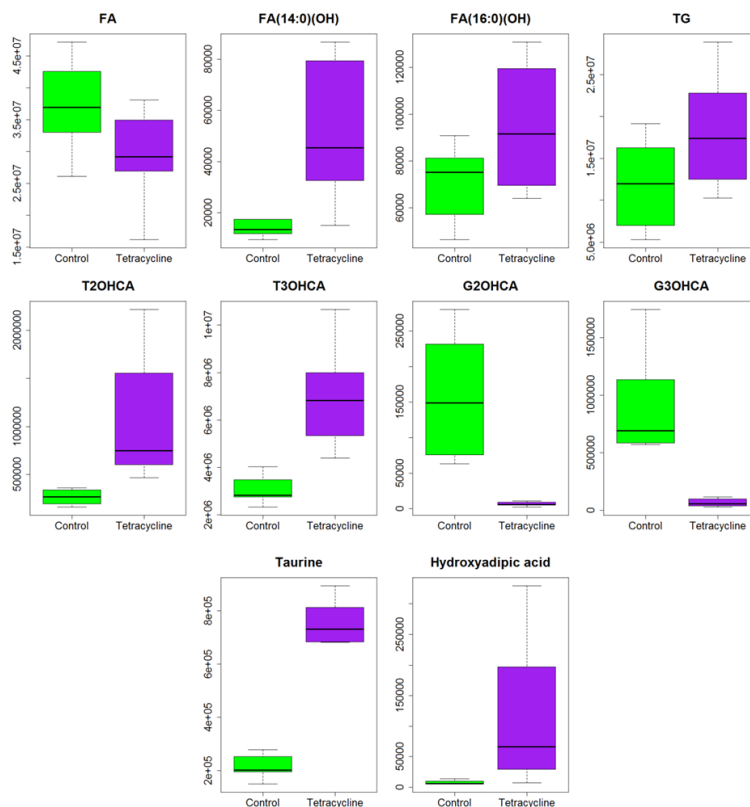 FA
4.5e+07
3.5e+07
2.5e+07
1.5e+07
Control Tetracycline
FA(14:0)(OH)
80000
60000
40000
20000
Control Tetracycline
FA(16:0)(OH)
120000
100000
80000
60000
Control Tetracycline
TG
2.5e+07
1.5e+07
5.0e+06
Control Tetracycline
T2OHCA
2000000
1000000
500000
Control Tetracycline
T3OHCA
1e+07
8e+06
6e+06
4e+06
2e+06
Control Tetracycline
G2OHCA
250000
150000
50000
0
Control Tetracycline
G3OHCA
1500000
1000000
500000
0
Control Tetracycline
Taurine
8e+05
6e+05
4e+05
2e+05
Control Tetracycline
Hydroxyadipic acid
250000
150000
100000
50000
0
Control Tetracycline